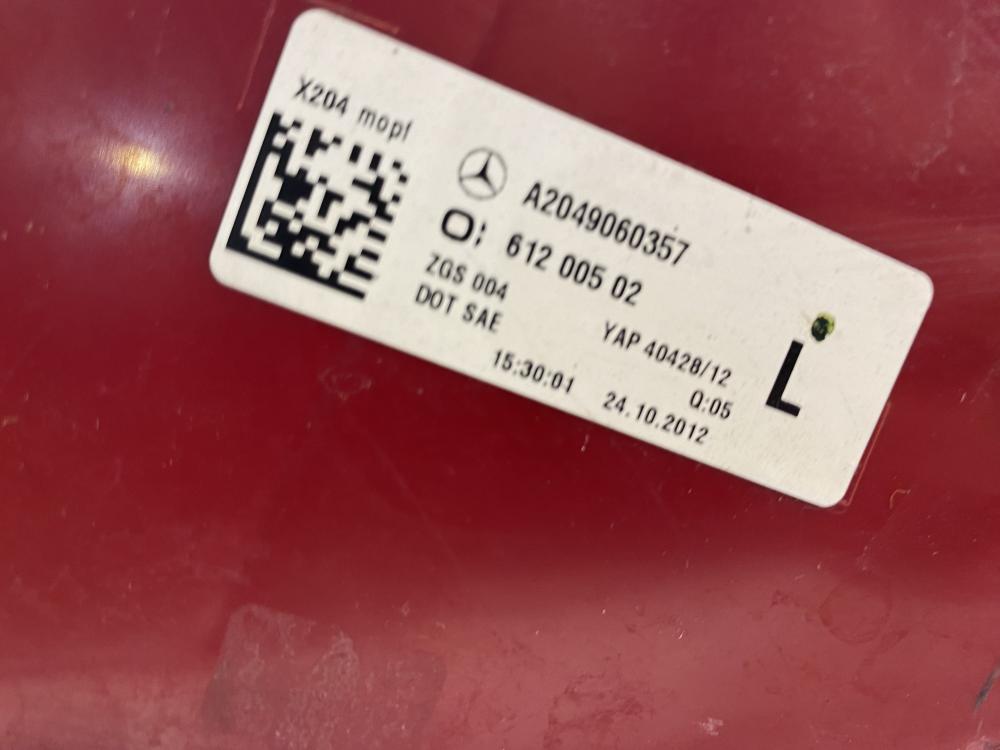 X204 mopf
A2049060357
O; 612 005 02
ZGS 004
DOT SAE
YAP 40428/12
Q:05
15:30:01 24.10.2012
L